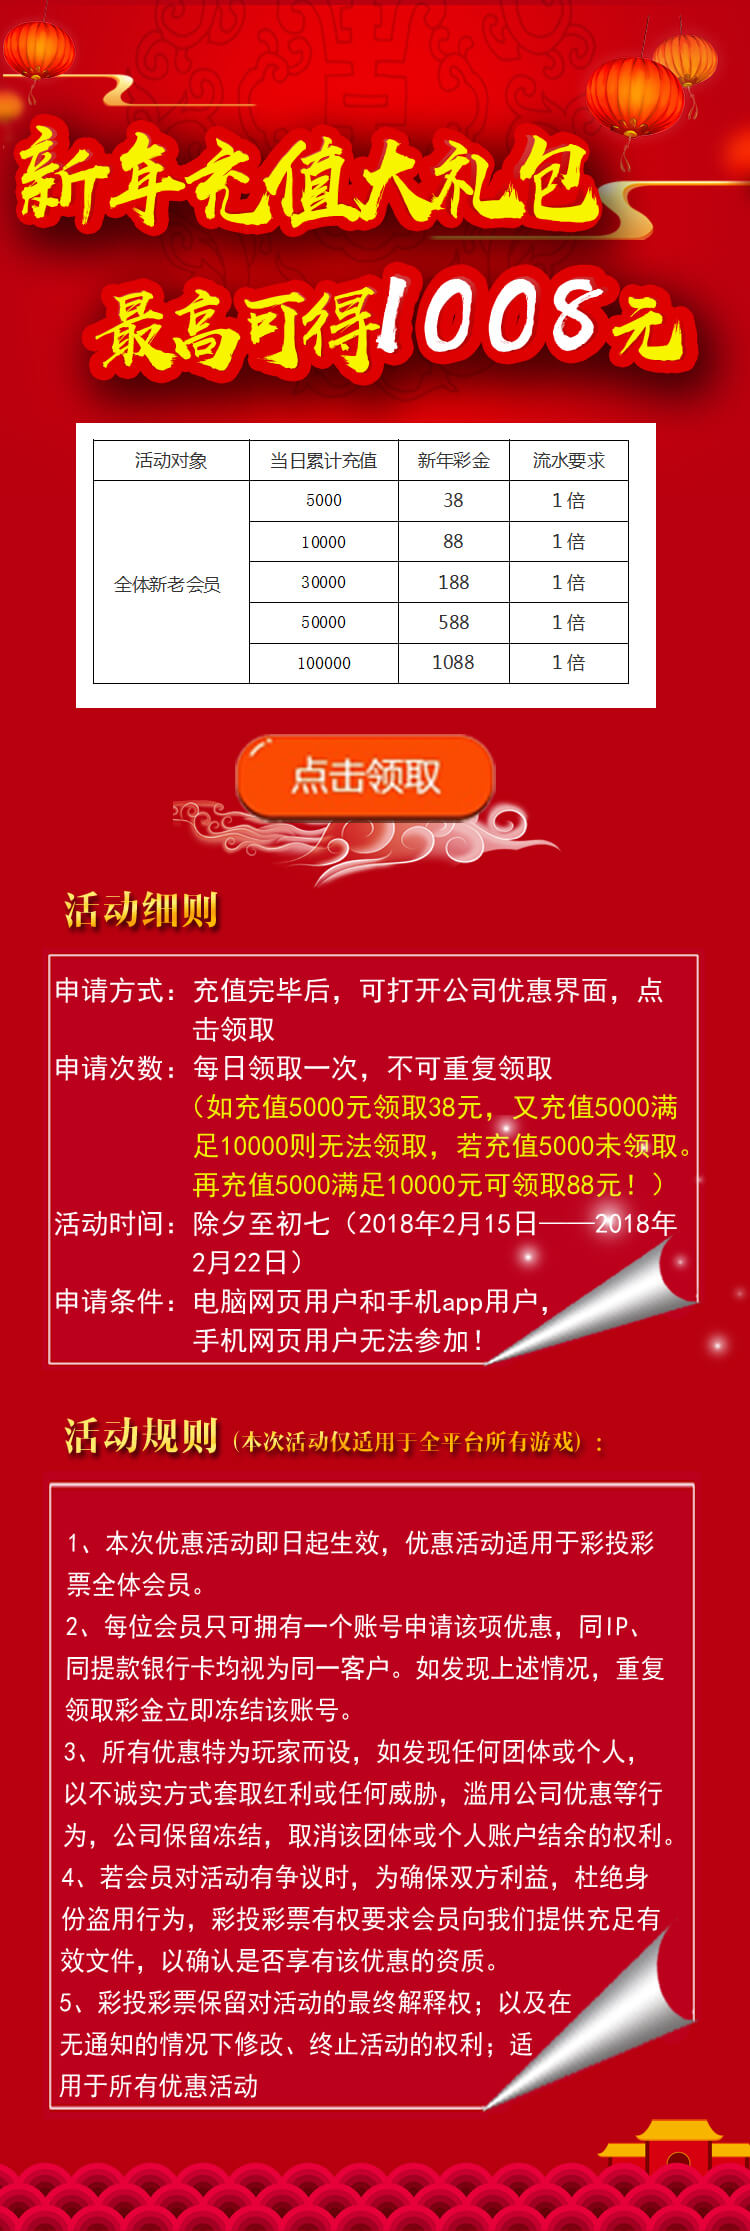 新年充值大礼包
最高可得1008元
活动对象 当日累计充值 新年彩金 流水要求
全体新老会员
5000 38 1倍
10000 88 1倍
30000 188 1倍
50000 588 1倍
100000 1088 1倍
点击领取
活动细则
申请方式：充值完毕后，可打开公司优惠界面，点
击领取
申请次数：每日领取一次，不可重复领取
（如充值5000元领取38元，又充值5000满
足10000则无法领取，若充值5000未领取。
再充值5000满足10000元可领取88元！）
活动时间：除夕至初七（2018年2月15日——2018年
2月22日）
申请条件：电脑网页用户和手机app用户，
手机网页用户无法参加！
活动规则（本次活动仅适用于全平台所有游戏）：
1、本次优惠活动即日起生效，优惠活动适用于彩投彩
票全体会员。
2、每位会员只可拥有一个账号申请该项优惠，同IP、
同提款银行卡均视为同一客户。如发现上述情况，重复
领取彩金立即冻结该账号。
3、所有优惠特为玩家而设，如发现任何团体或个人，
以不诚实方式套取红利或任何威胁，滥用公司优惠等行
为，公司保留冻结，取消该团体或个人账户结余的权利。
4、若会员对活动有争议时，为确保双方利益，杜绝身
份盗用行为，彩投彩票有权要求会员向我们提供充足有
效文件，以确认是否享有该优惠的资质。
5、彩投彩票保留对活动的最终解释权；以及在
无通知的情况下修改、终止活动的权利；适
用于所有优惠活动